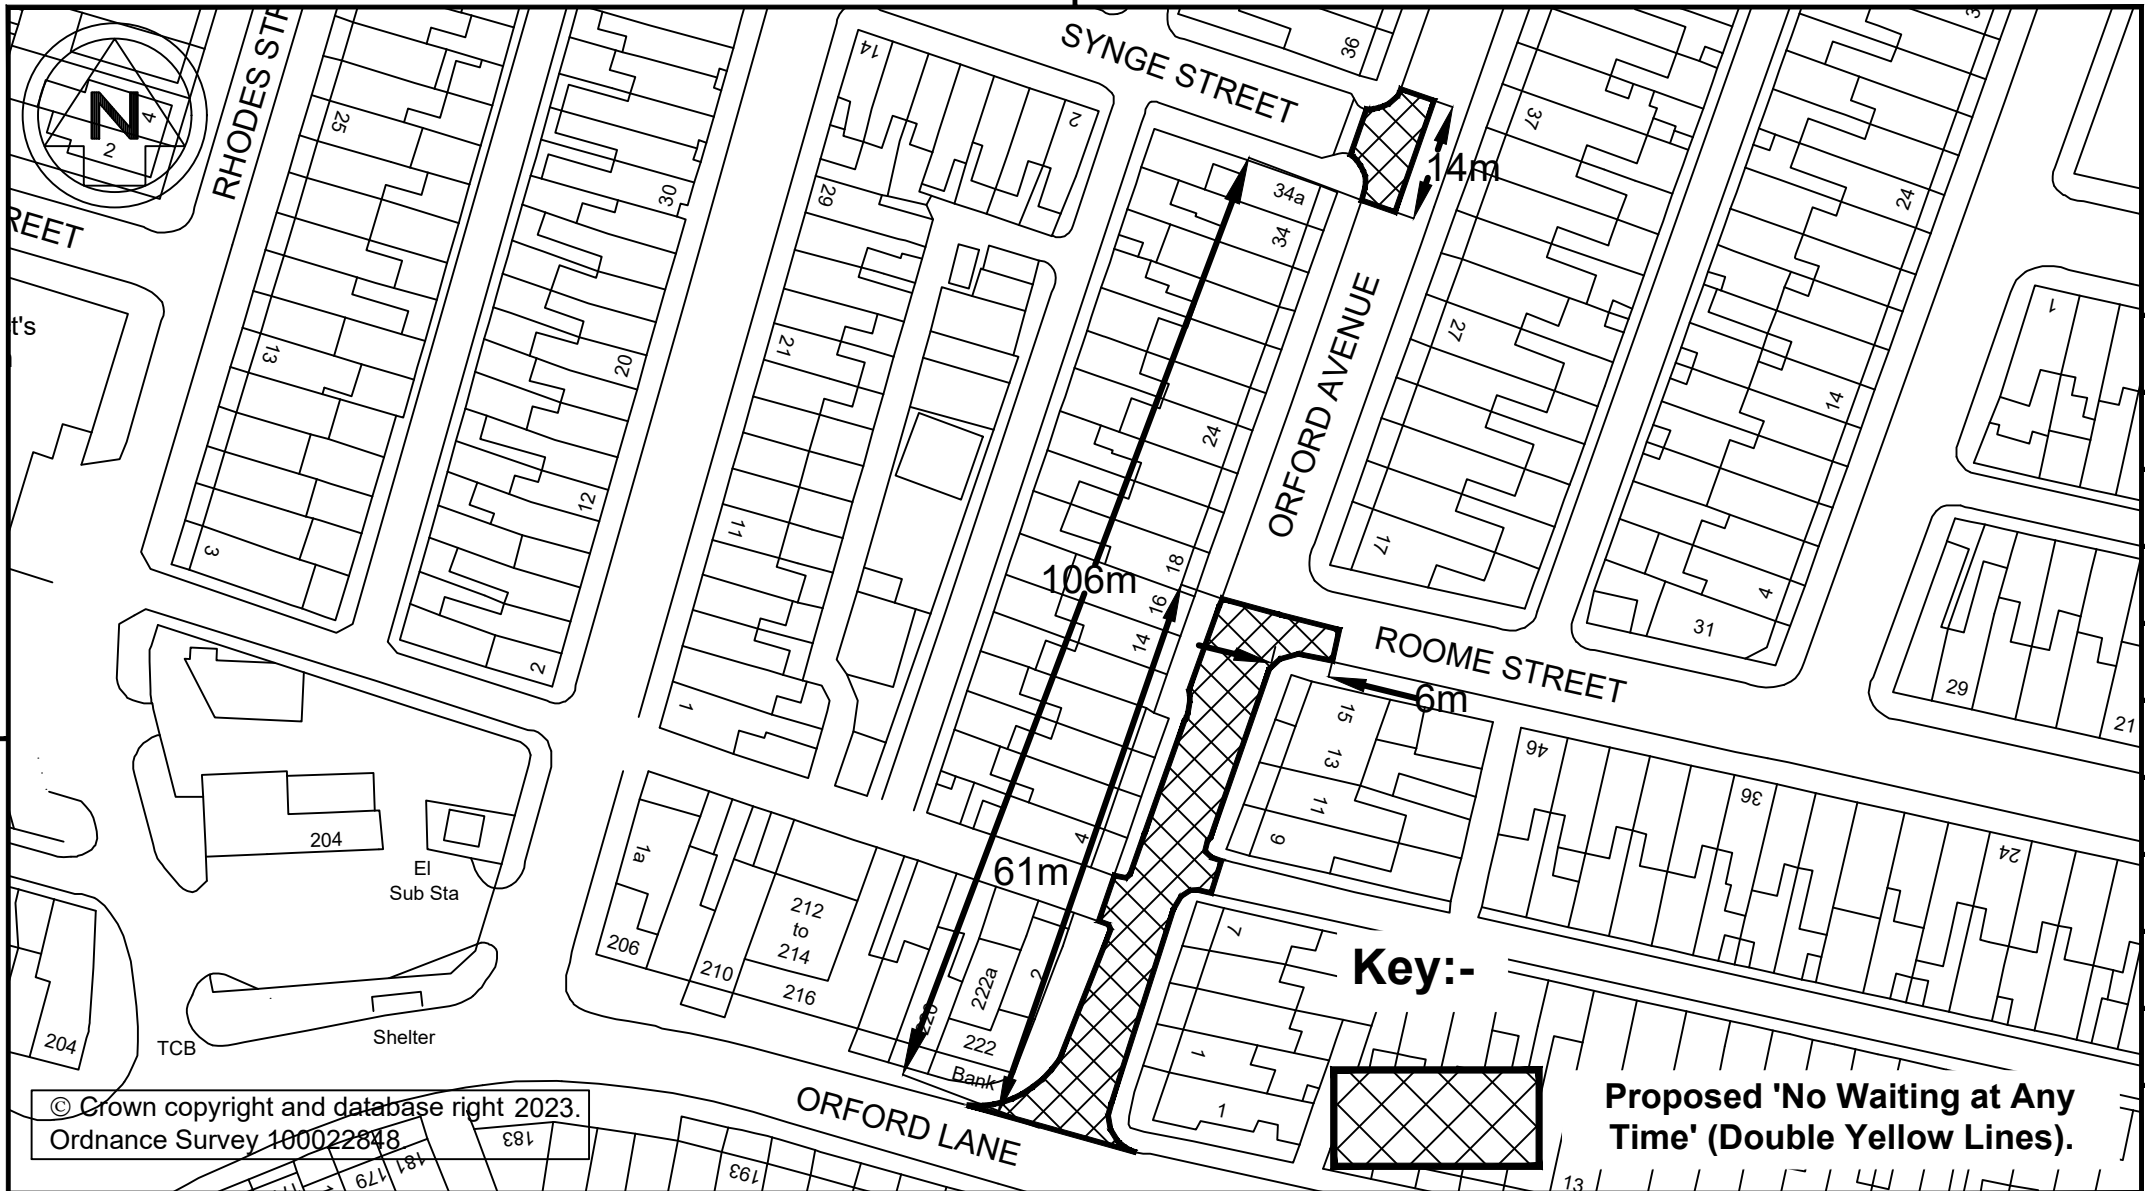 SYNGE STREET
36
14
2
N
4
2
RHODES STR
25
30
29
37
14m
34a
34
24
REET
t's
13
20
21
27
ORFORD AVENUE
14
1
24
12
11
17
3
18
106m
16
14
4
31
2
ROOME STREET
6m
1
15
13
11
9
46
36
24
29
21
204
El
Sub Sta
1a
4
61m
206
210
212
to
214
216
220
222a
2
222
Bank
7
1
1
Key:-
204
TCB
Shelter
© Crown copyright and database right 2023.
Ordnance Survey 100022848
183
181
179
193
ORFORD LANE
Proposed 'No Waiting at Any
Time' (Double Yellow Lines).
13